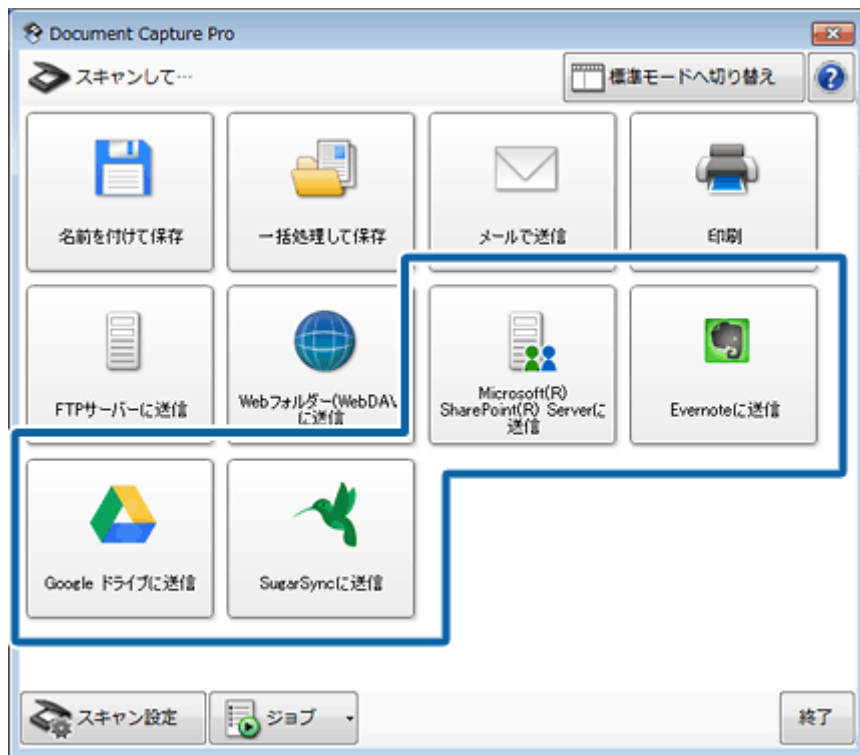 Document Capture Pro
スキャンして…
標準モードへ切り替え
名前を付けて保存
一括処理して保存
メールで送信
印刷
FTPサーバーに送信
Webフォルダー(WebDAV
に送信
Microsoft(R)
SharePoint(R) Serverに
送信
Evernoteに送信
Google ドライブに送信
SugarSyncに送信
スキャン設定
ジョブ
終了